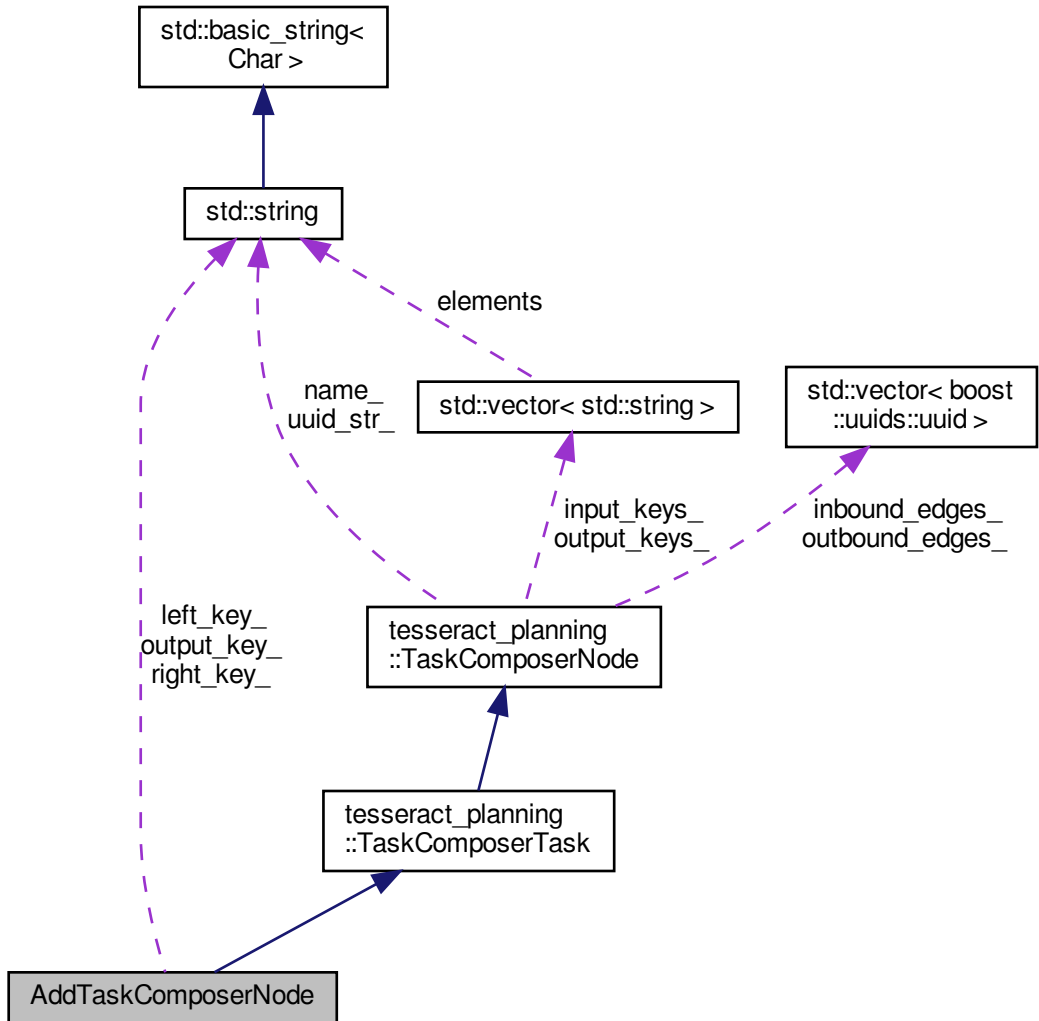 std::basic_string<
Char >
std::string
elements
name_
uuid_str_
std::vector< std::string >
std::vector< boost
::uuids::uuid >
input_keys_
output_keys_
inbound_edges_
outbound_edges_
left_key_
output_key_
right_key_
tesseract_planning
::TaskComposerNode
tesseract_planning
::TaskComposerTask
AddTaskComposerNode